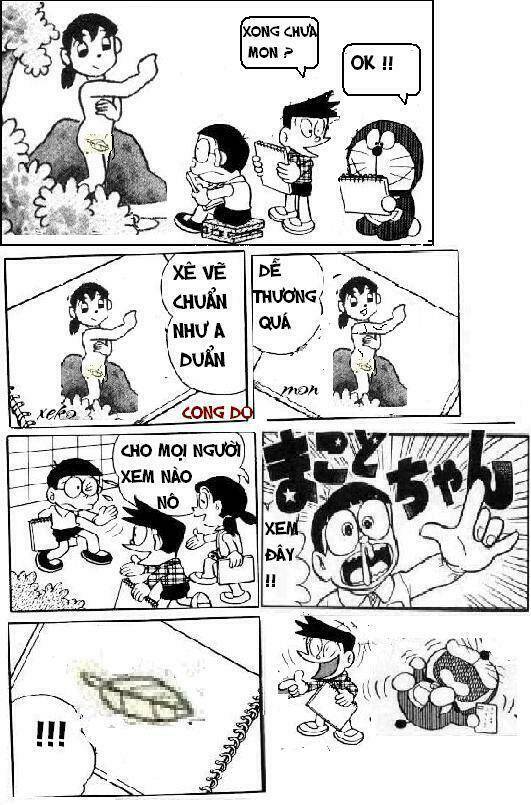 XONG CHƯA
MON ?
OK !!
XÊ VẼ
CHUẨN
NHƯ A
DUẨN
xeko
CONG DO
DỄ
THƯƠNG
QUÁ
mon
CHO MỌI NGƯỜI
XEM NÀO
NÔ
まことちゃん
XEM
ĐÂY
!!
!!!